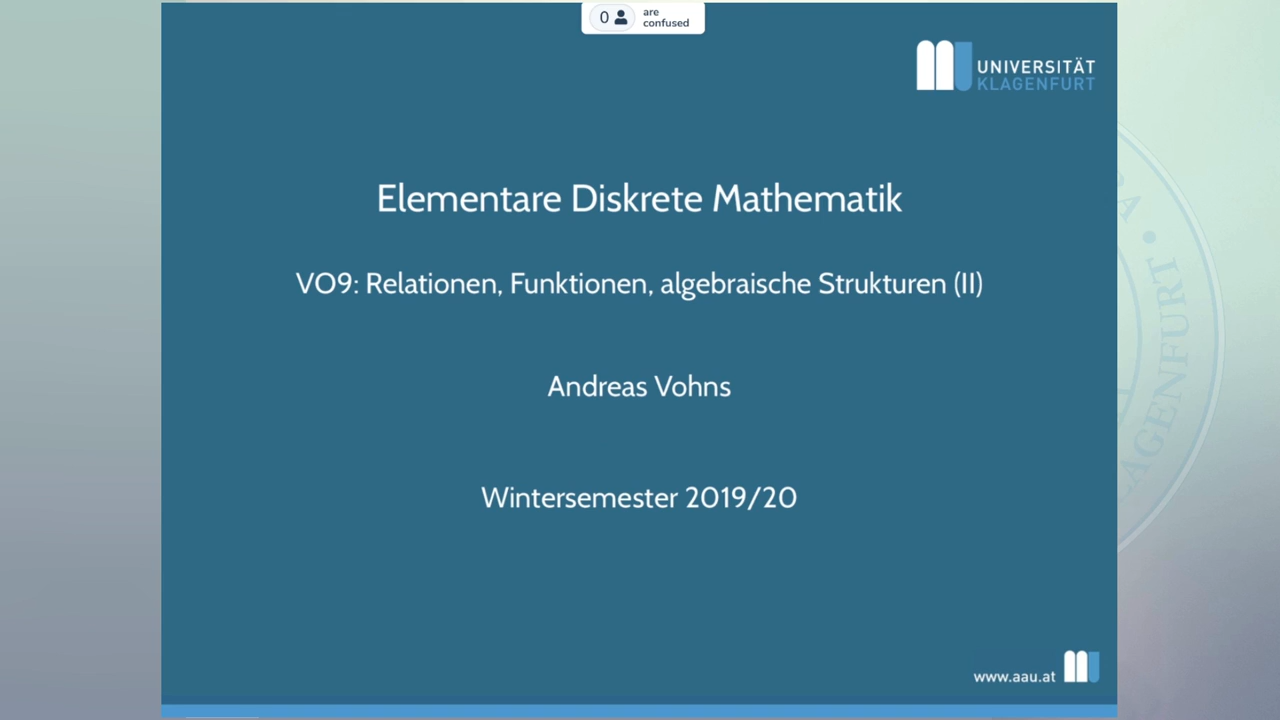 0 are
confused
UNIVERSITÄT
KLAGENFURT
Elementare Diskrete Mathematik
VO9: Relationen, Funktionen, algebraische Strukturen (II)
Andreas Vohns
Wintersemester 2019/20
www.aau.at
A •
KLAGENFURT •